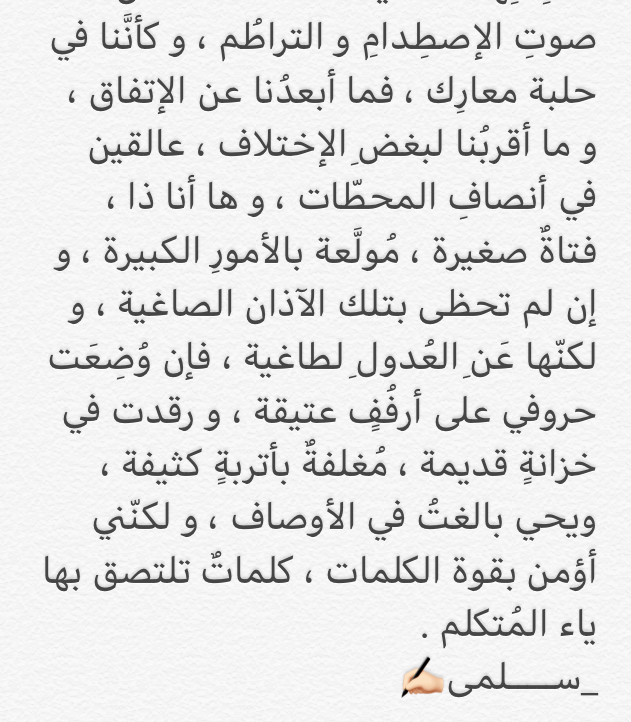 صوتِ الإصطِدامِ و التراطُم ، و كأنَّنا في
حلبة معارِك ، فما أبعدُنا عن الإتفاق ،
و ما أقربُنا لبغض ِالإختلاف ، عالقين
في أنصافِ المحطّات ، و ها أنا ذا ،
فتاةٌ صغيرة ، مُولَّعة بالأمورِ الكبيرة ، و
إن لم تحظى بتلك الآذان الصاغية ، و
لكنّها عَن ِالعُدول ِلطاغية ، فإن وُضِعَت
حروفي على أرفُفٍ عتيقة ، و رقدت في
خزانةٍ قديمة ، مُغلفةٌ بأتربةٍ كثيفة ،
ويحي بالغتُ في الأوصاف ، و لكنّني
أؤمن بقوة الكلمات ، كلماتٌ تلتصق بها
ياء المُتكلم .
_ســـــلمى✍🏻